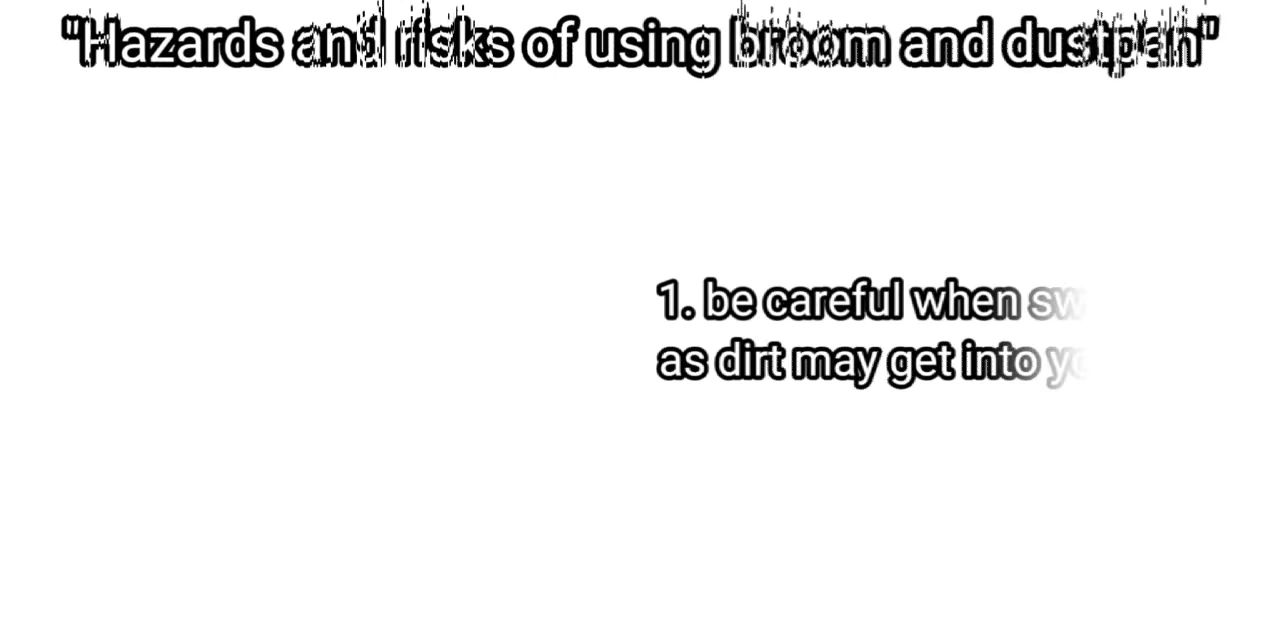 "Hazards and risks of using broom and dustpan"
1. be careful when
as dirt may get into